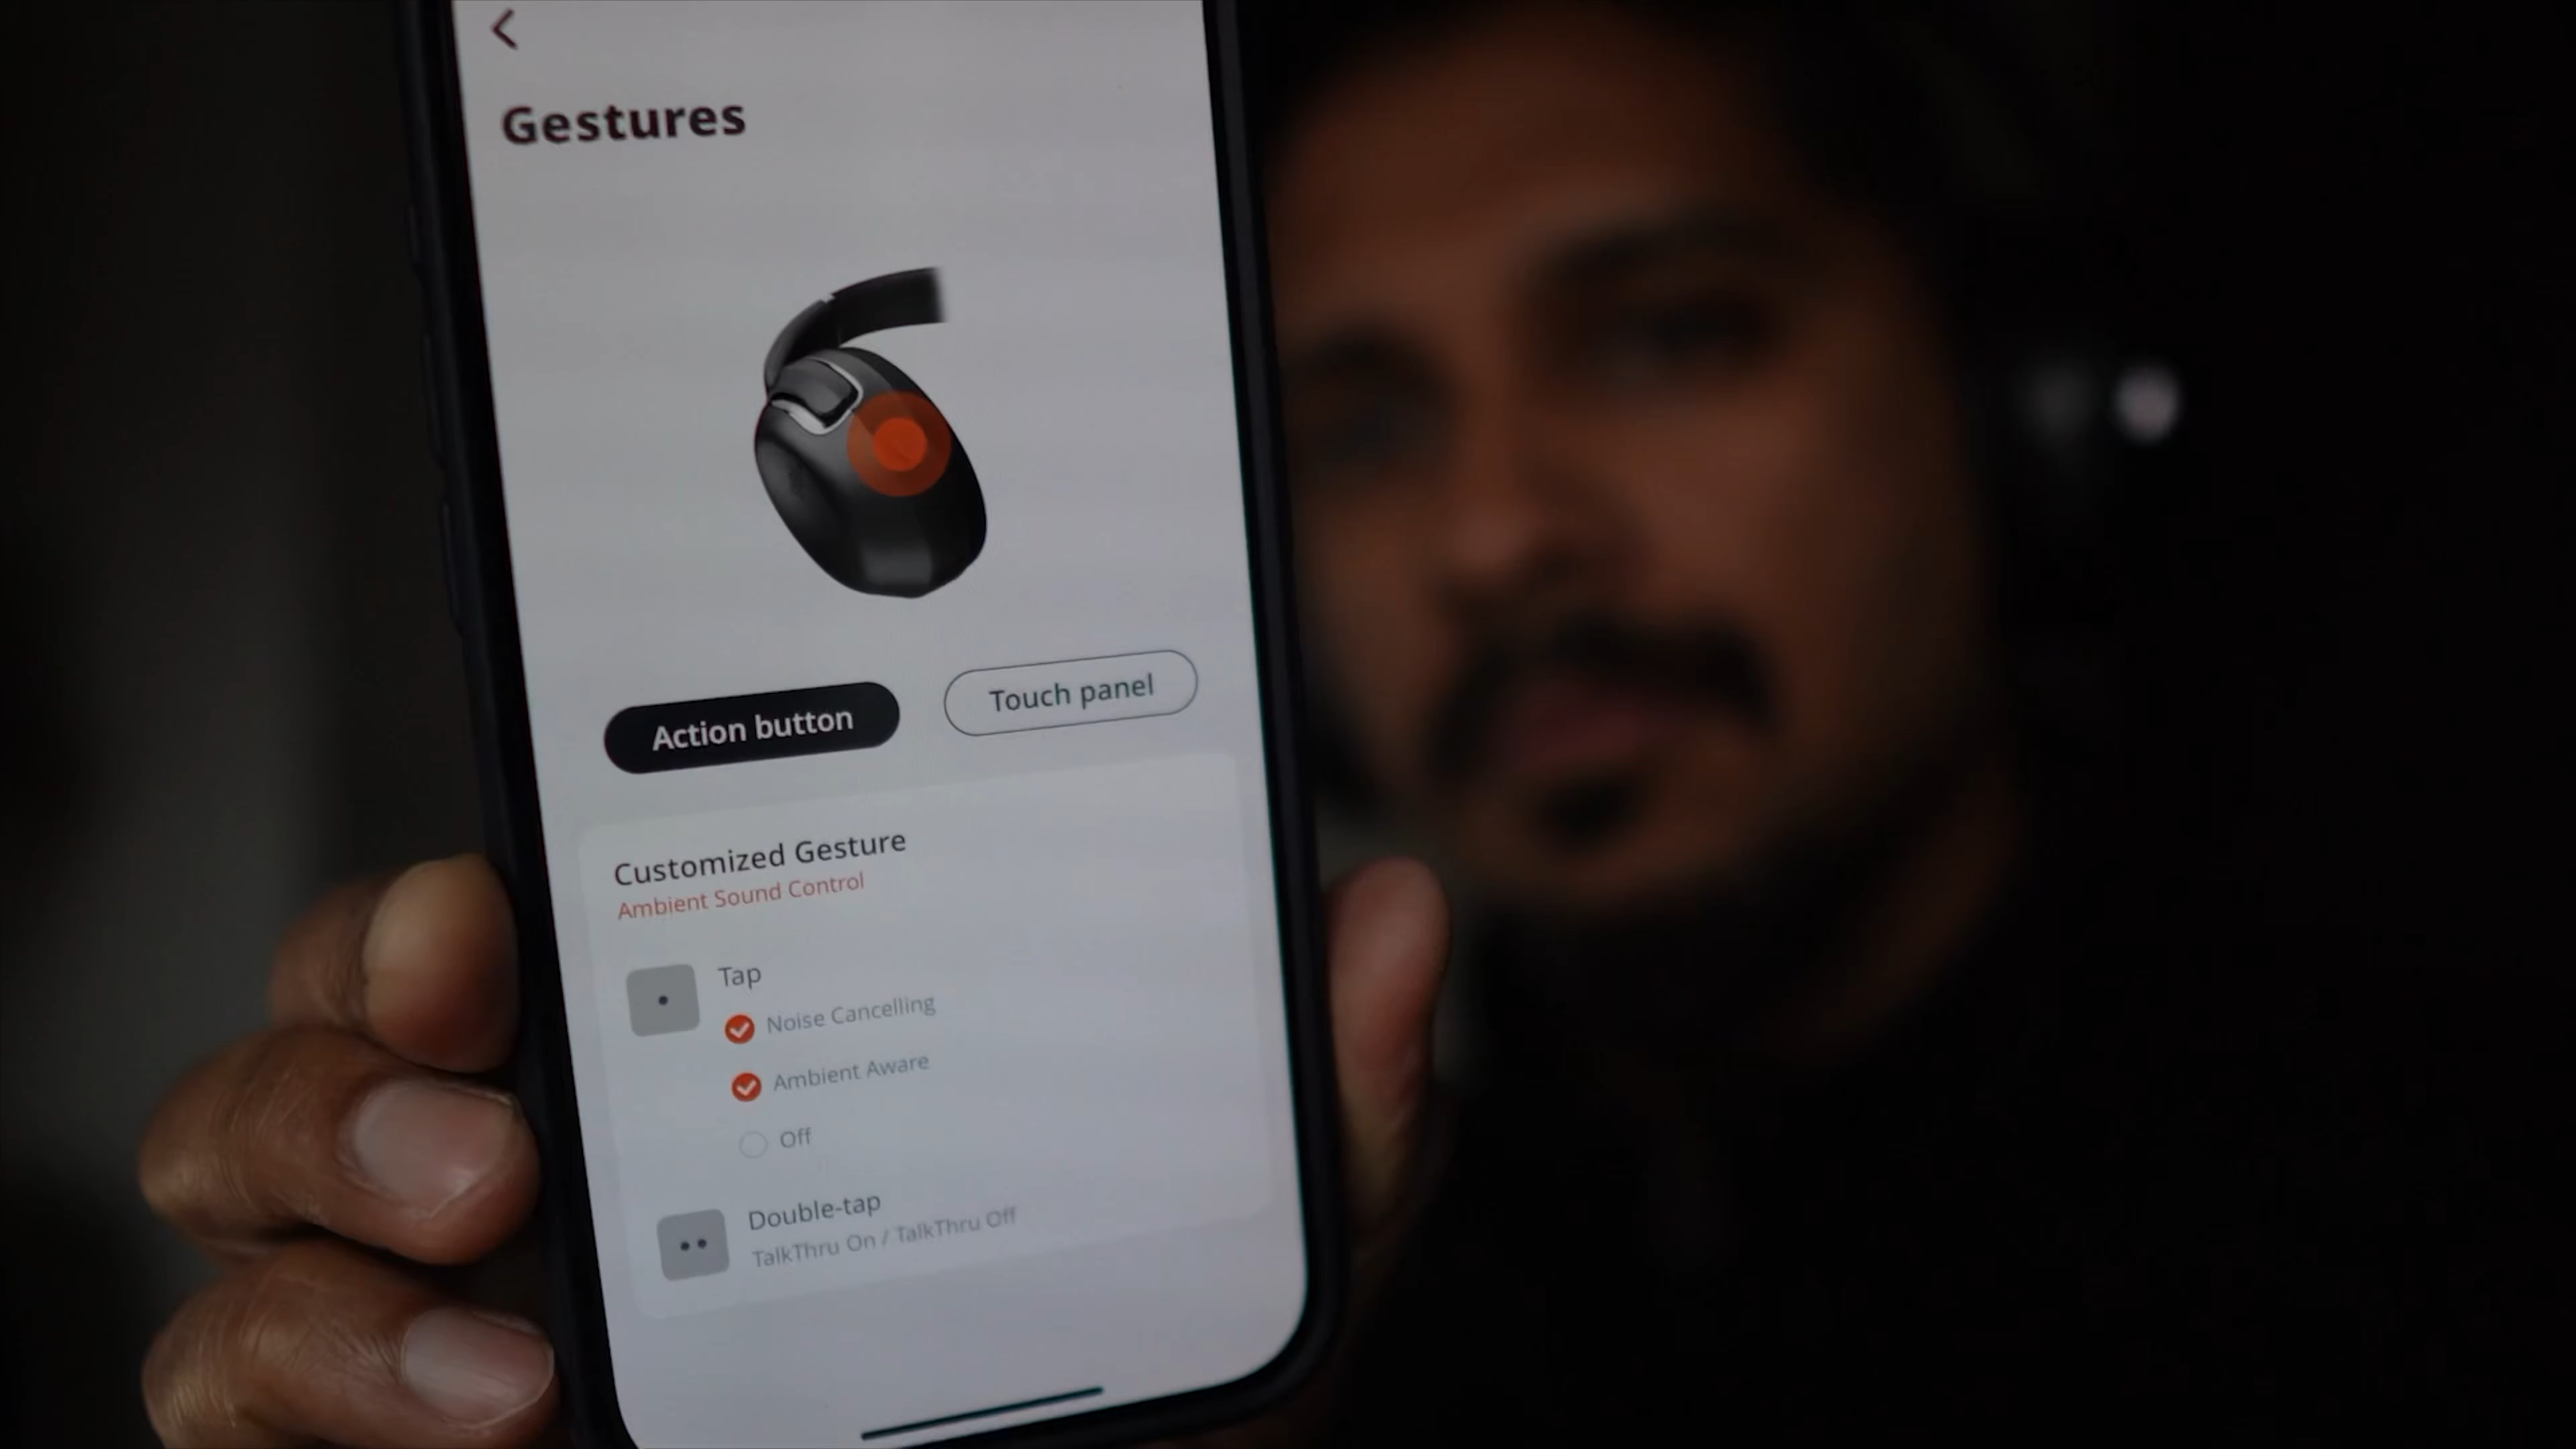 Gestures
Action button
Touch panel
Customized Gesture
Ambient Sound Control
Tap
Noise Cancelling
Ambient Aware
Off
Double-tap
TalkThru On / TalkThru Off